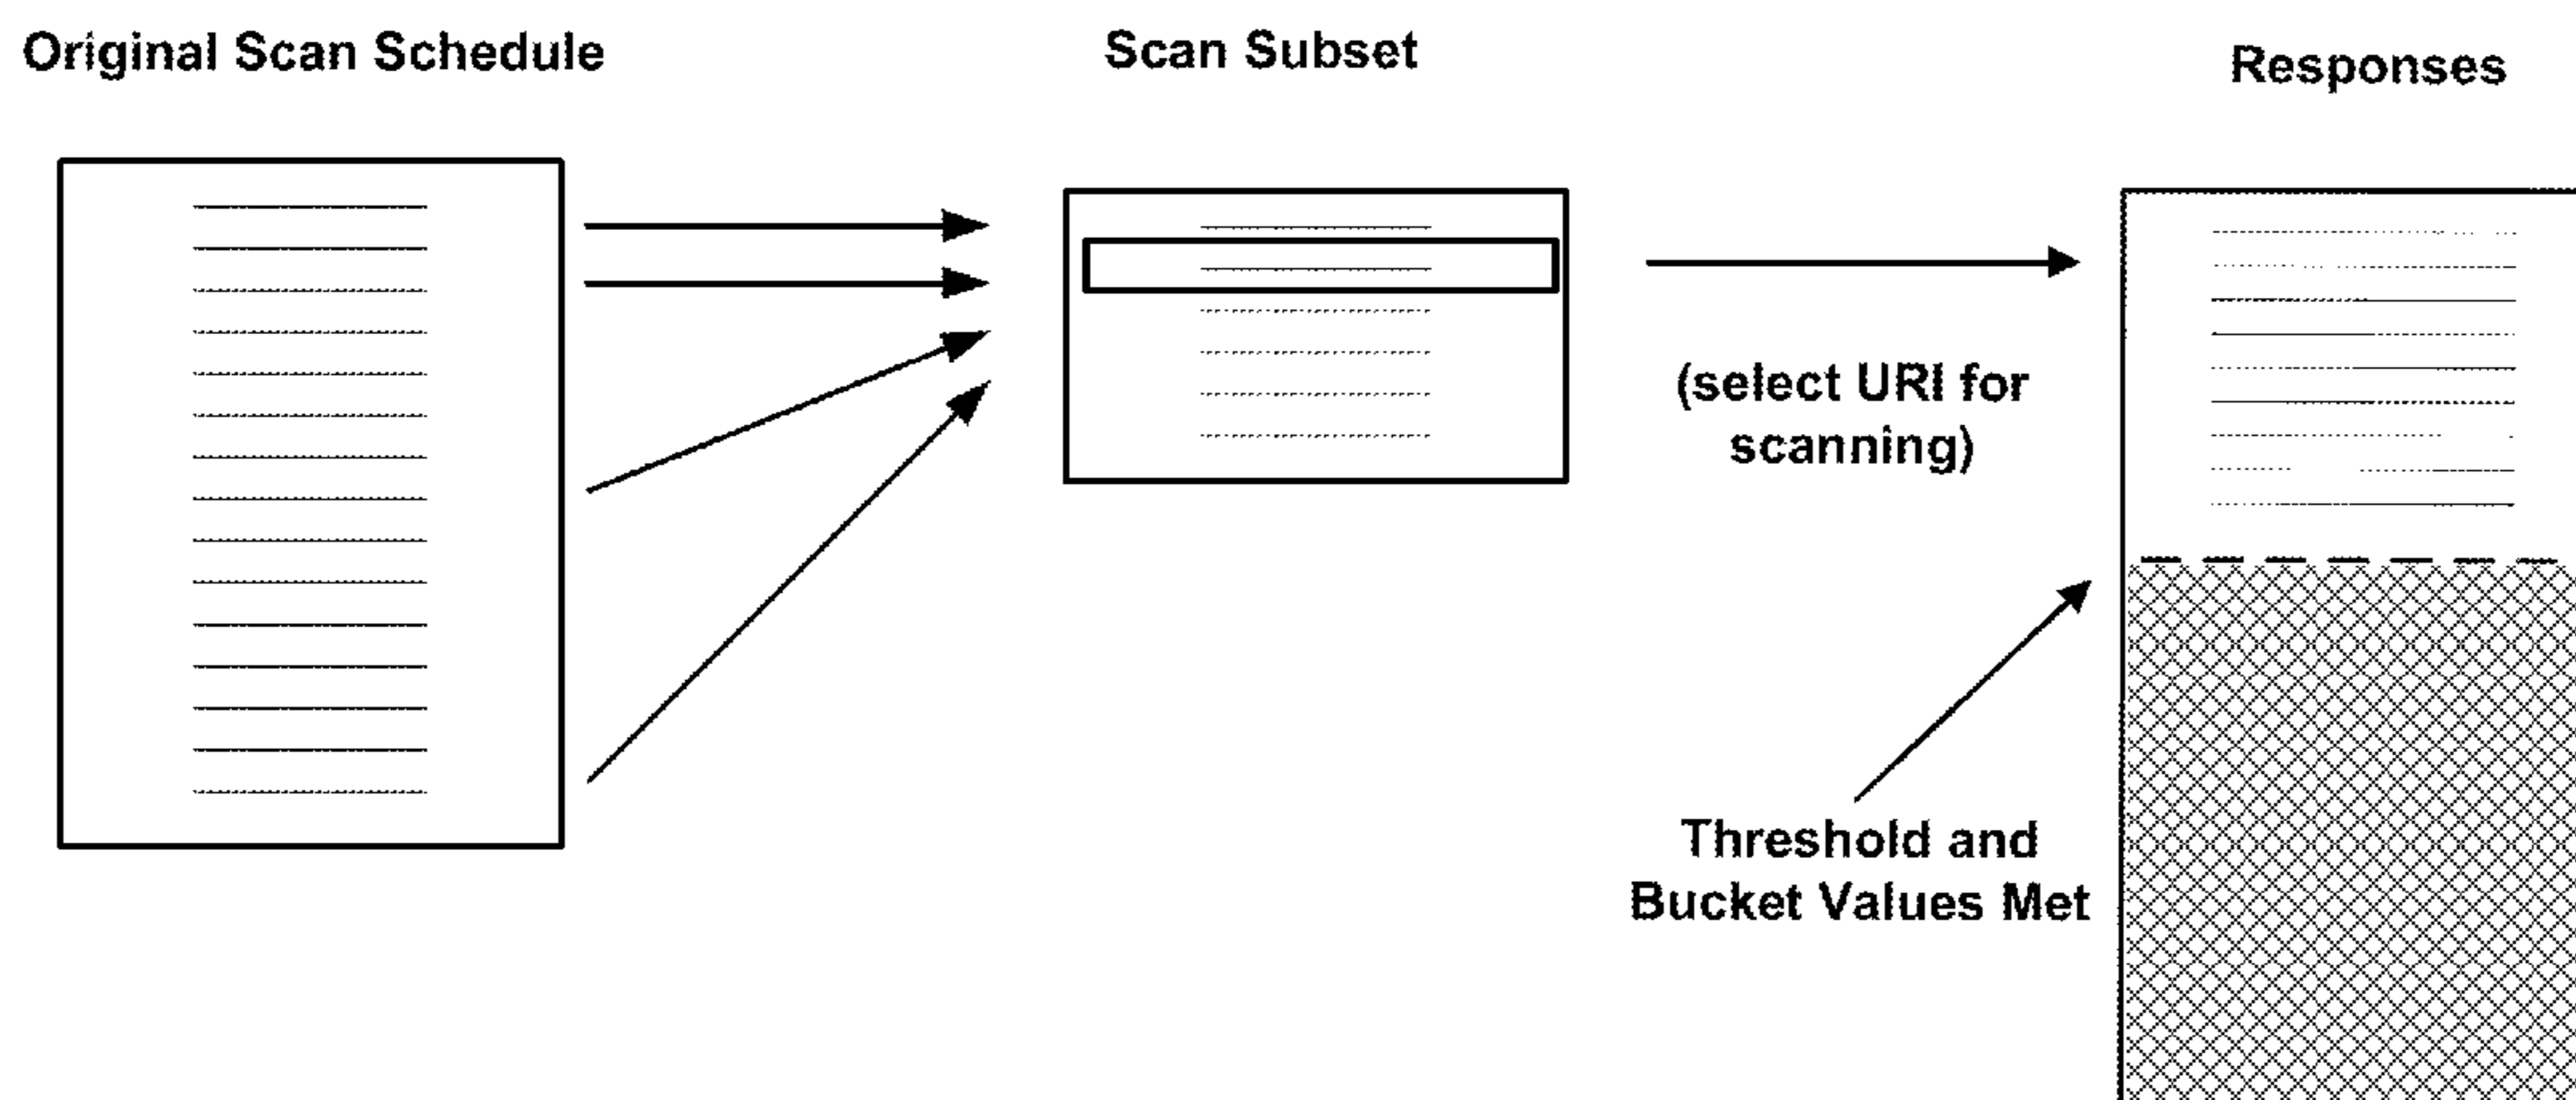 Original Scan Schedule
Scan Subset
Responses
(select URI for
scanning)
Threshold and
Bucket Values Met